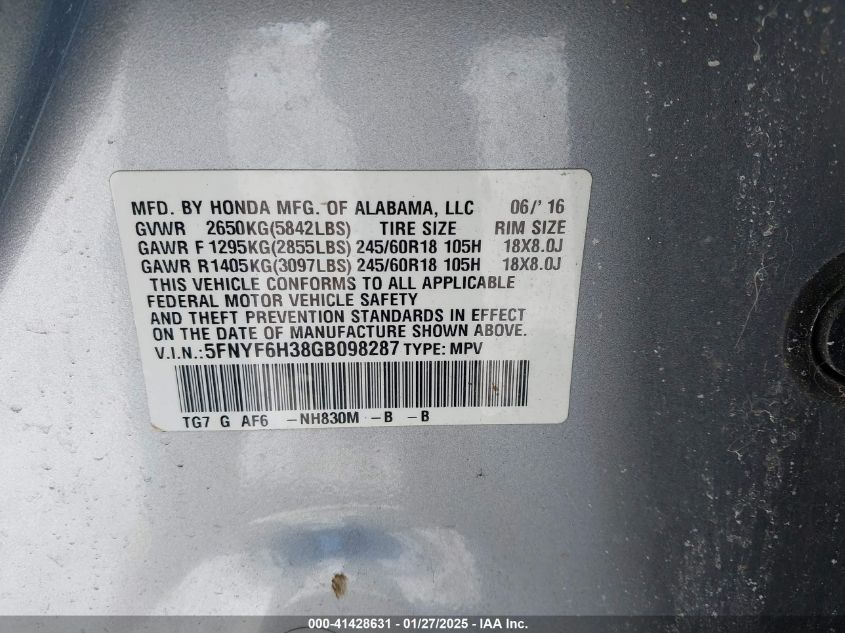 MFD. BY HONDA MFG. OF ALABAMA, LLC 06/' 16
GVWR 2650KG(5842LBS) TIRE SIZE RIM SIZE
GAWR F1295KG(2855LBS) 245/60R18 105H 18X8.0J
GAWR R1405KG(3097LBS) 245/60R18 105H 18X8.0J
THIS VEHICLE CONFORMS TO ALL APPLICABLE
FEDERAL MOTOR VEHICLE SAFETY
AND THEFT PREVENTION STANDARDS IN EFFECT
ON THE DATE OF MANUFACTURE SHOWN ABOVE.
V.I.N.:5FNYF6H38GB098287 TYPE: MPV
TG7 G AF6 -NH830M -B -B
000-41428631 - 01/27/2025 - IAA Inc.